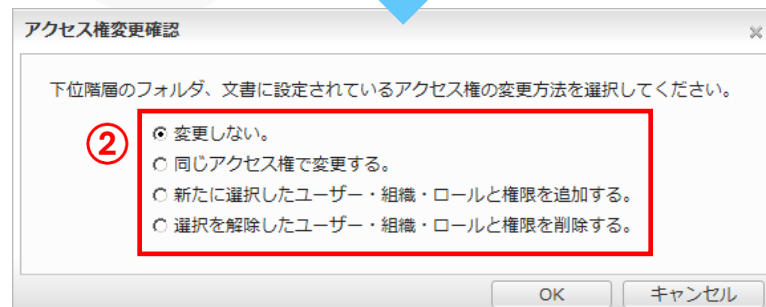 アクセス権変更確認
下位階層のフォルダ、文書に設定されているアクセス権の変更方法を選択してください。
② 変更しない。
同じアクセス権で変更する。
新たに選択したユーザー・組織・ロールと権限を追加する。
選択を解除したユーザー・組織・ロールと権限を削除する。
OK キャンセル